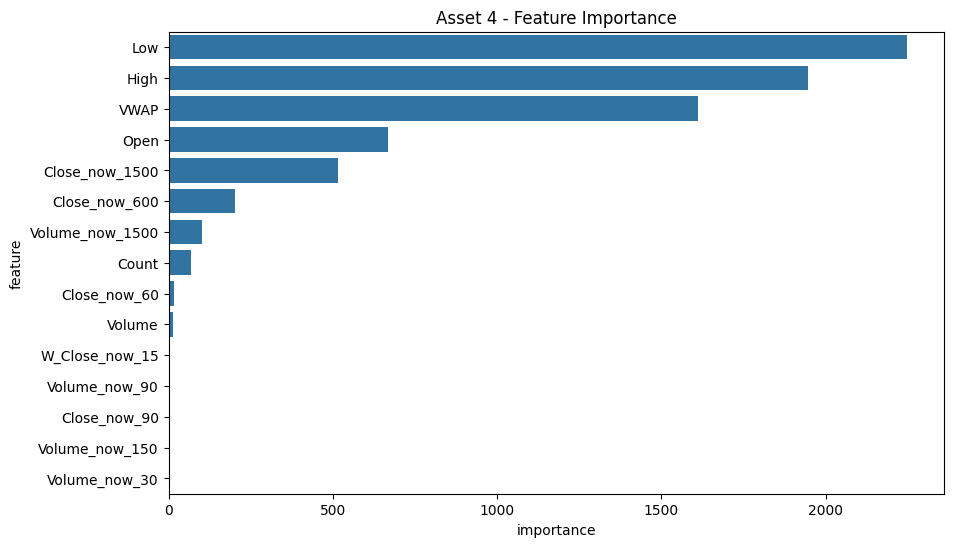 Asset 4 - Feature Importance
feature
Low
High
VWAP
Open
Close_now_1500
Close_now_600
Volume_now_1500
Count
Close_now_60
Volume
W_Close_now_15
Volume_now_90
Close_now_90
Volume_now_150
Volume_now_30
0 500 1000 1500 2000
importance